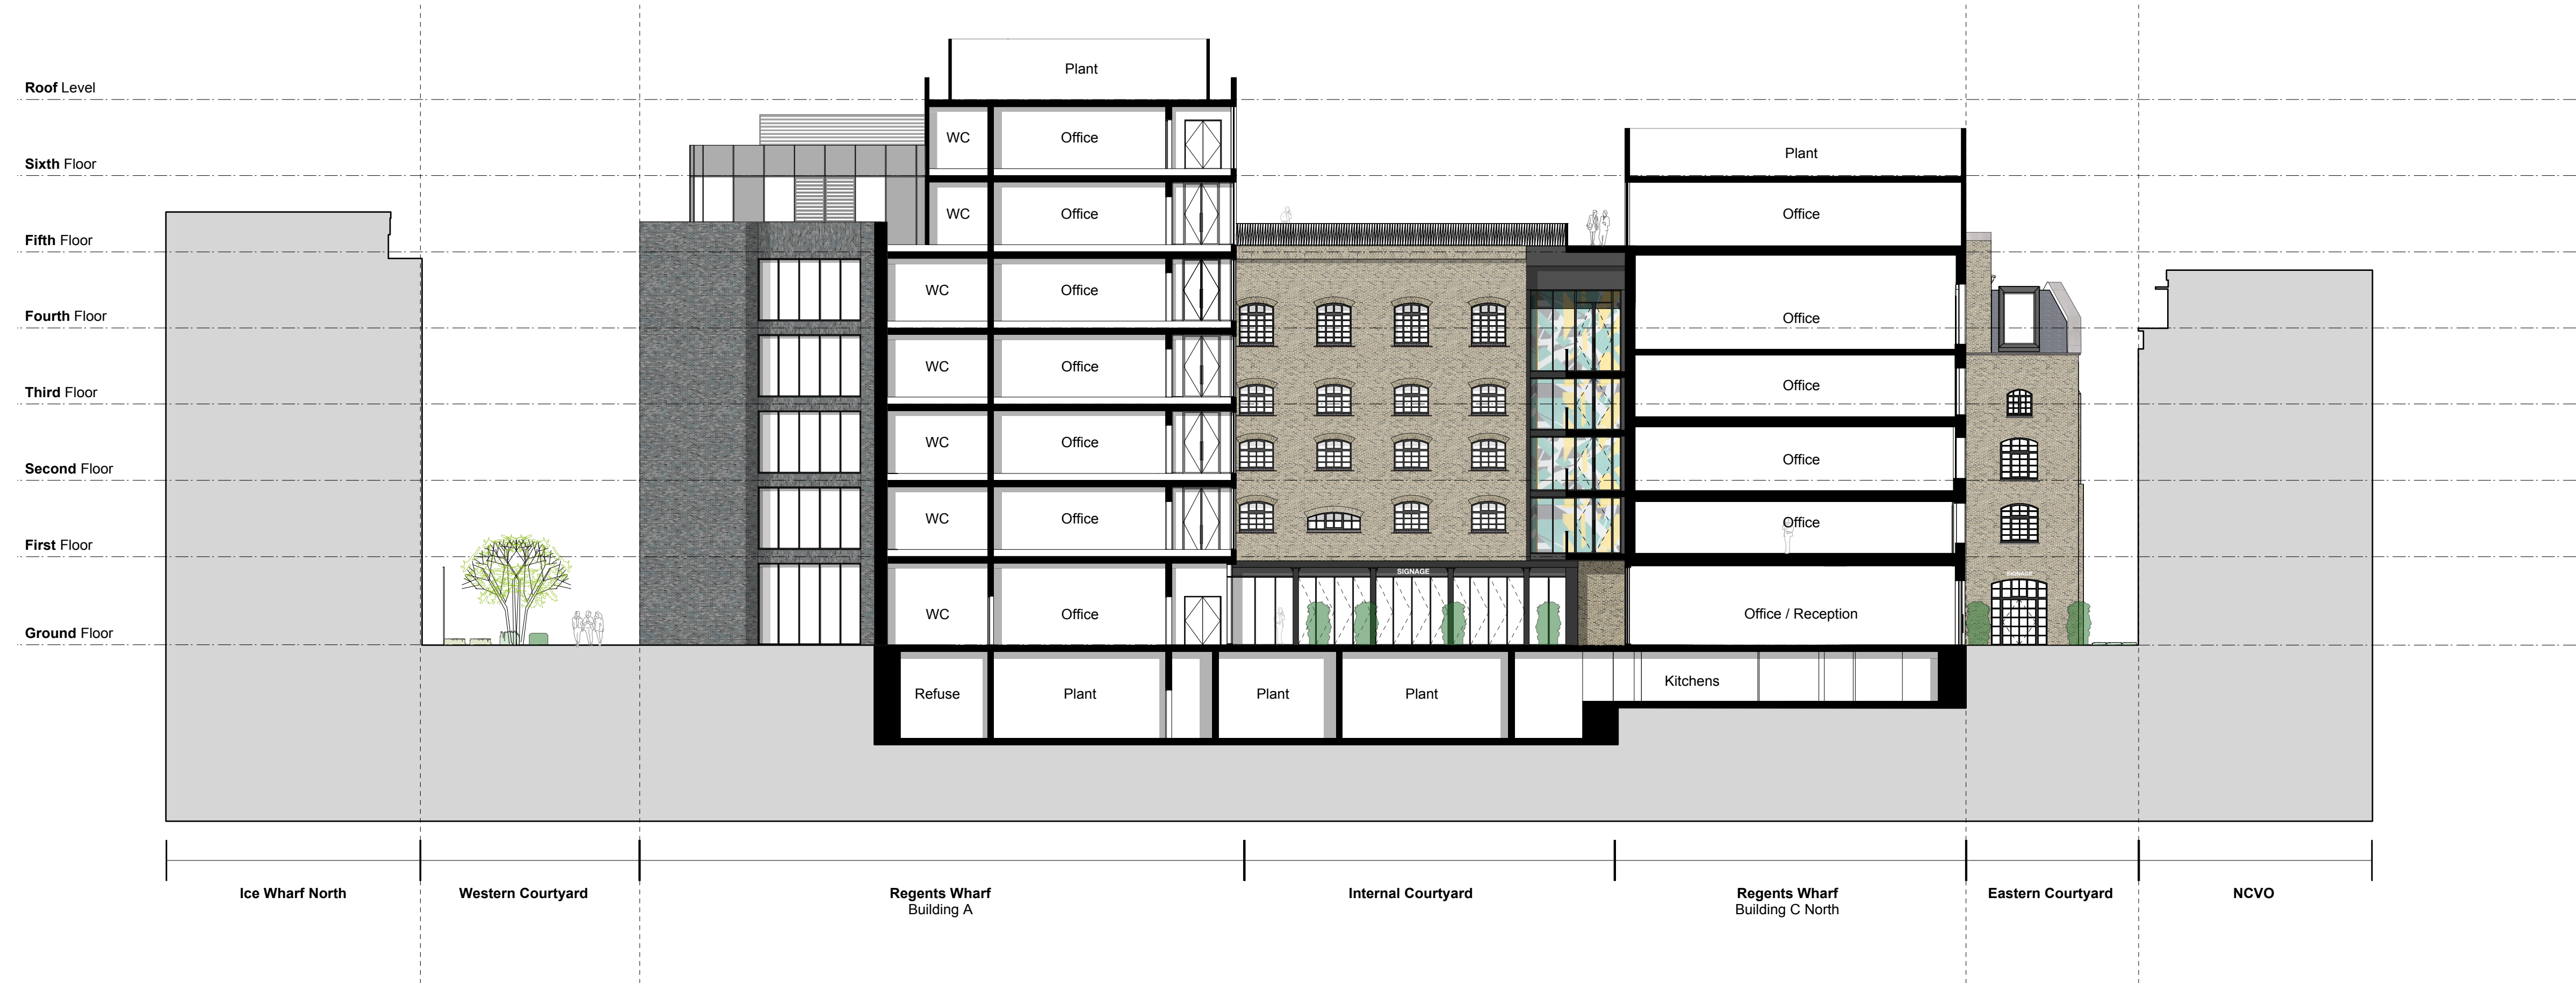 Plant
Roof Level
WC
Office
Plant
Sixth Floor
WC
Office
Office
Fifth Floor
WC
Office
Office
Fourth Floor
WC
Office
Office
Third Floor
WC
Office
Office
Second Floor
WC
Office
Office
First Floor
SIGNAGE
SIGNAGE
WC
Office
Office / Reception
Ground Floor
Refuse
Plant
Plant
Plant
Kitchens
Ice Wharf North
Western Courtyard
Regents Wharf
Building A
Internal Courtyard
Regents Wharf
Building C North
Eastern Courtyard
NCVO